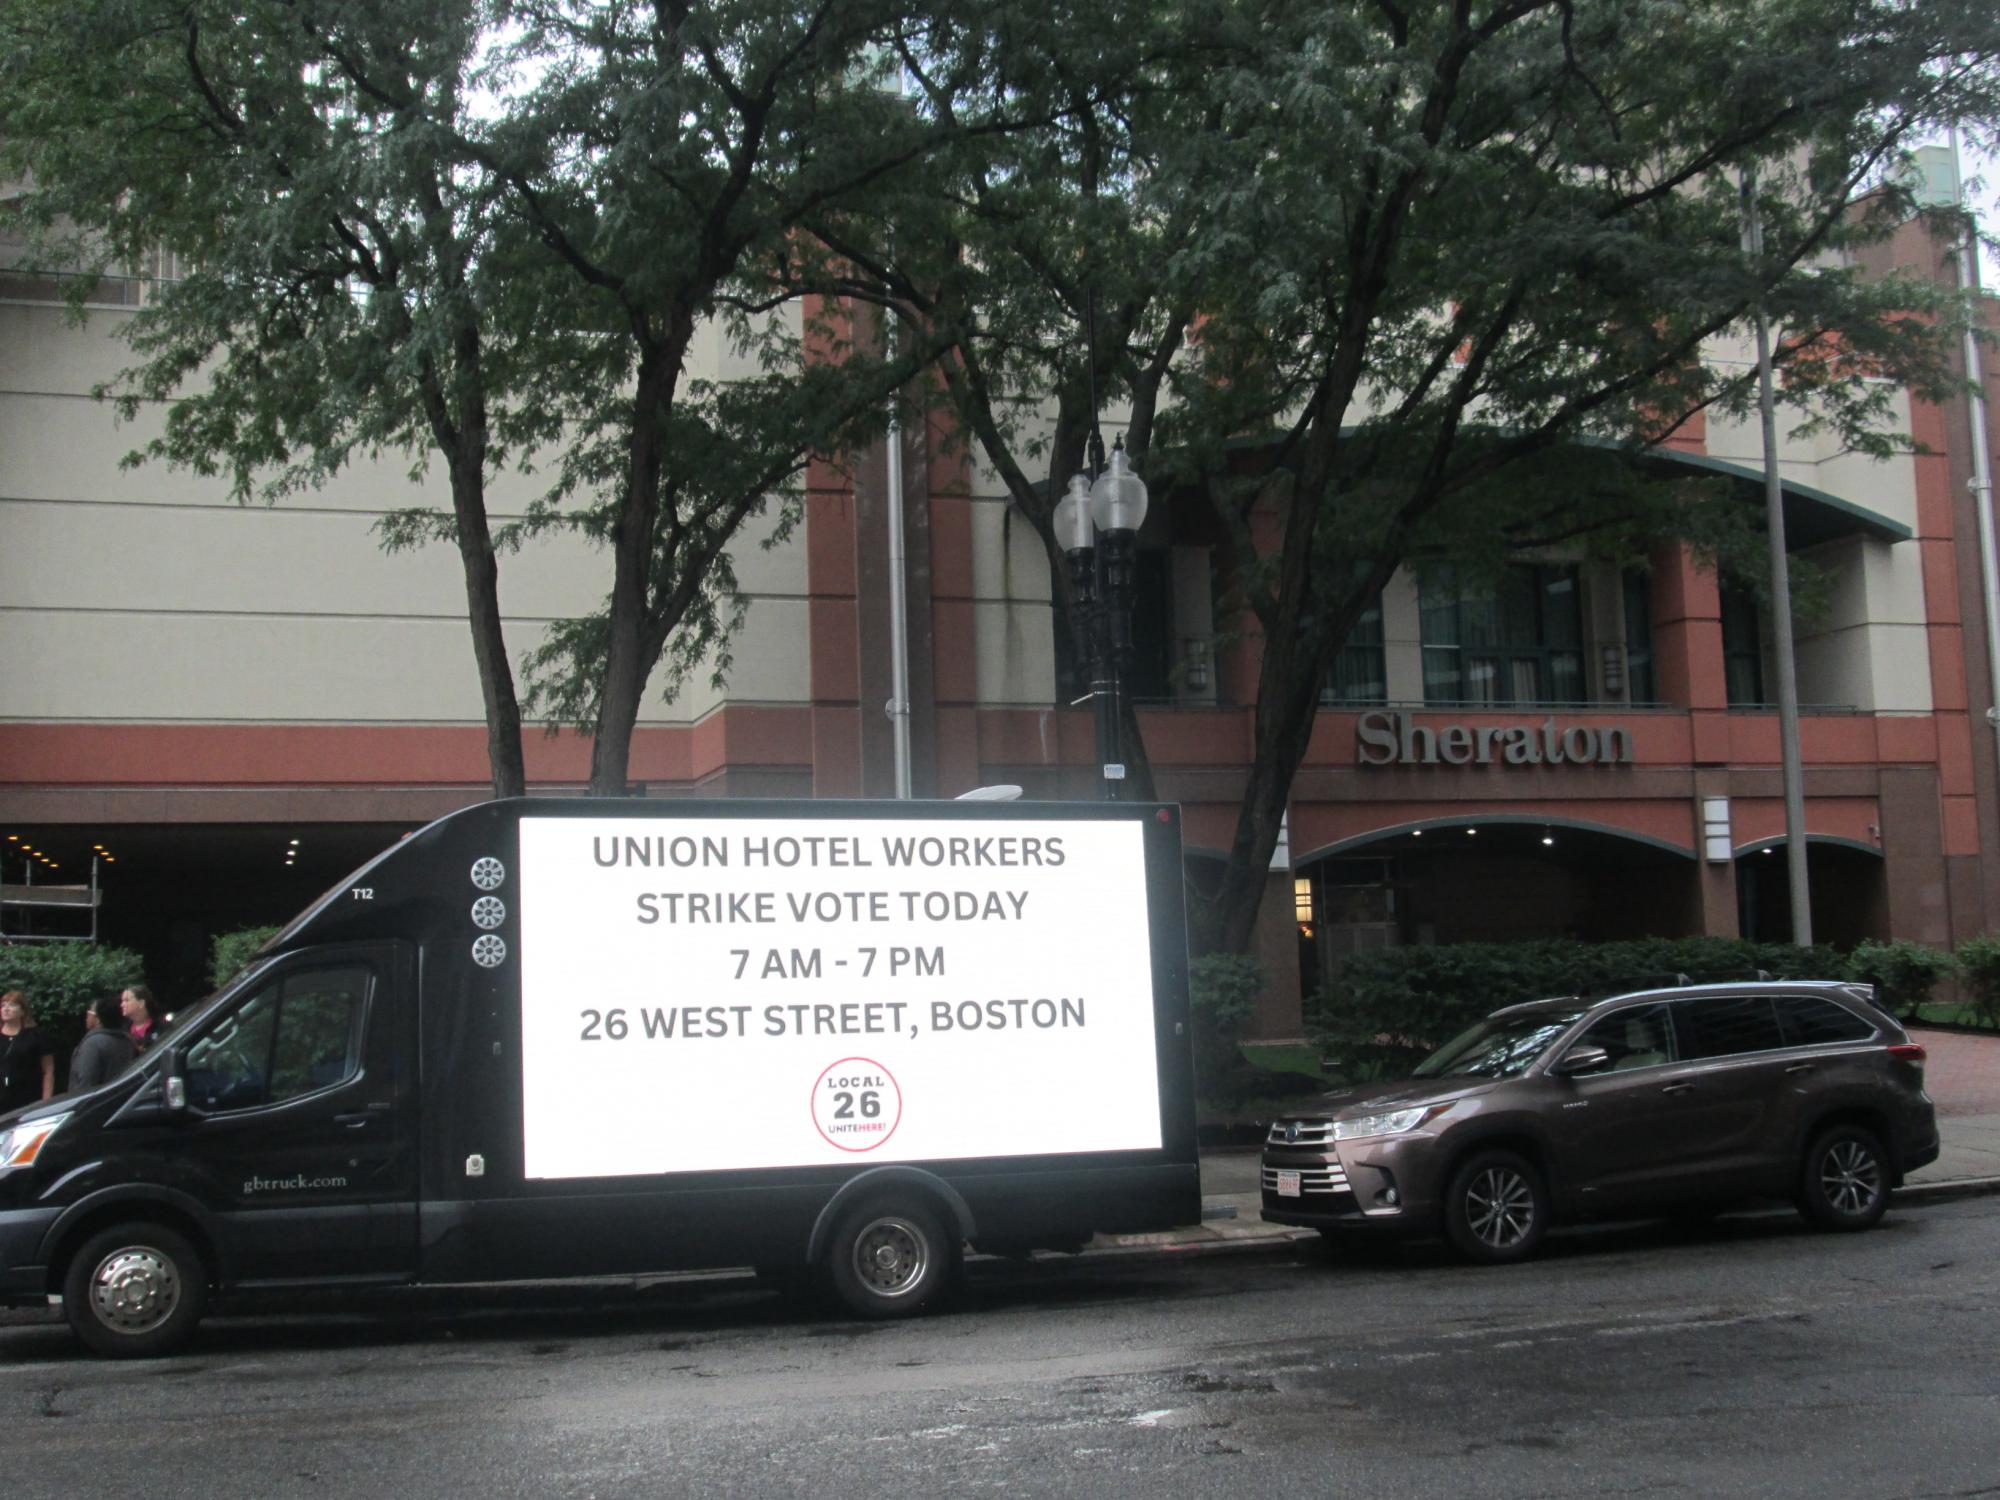 Sheraton
UNION HOTEL WORKERS
STRIKE VOTE TODAY
7 AM - 7 PM
26 WEST STREET, BOSTON
LOCAL
26
UNITEHERE!
T12
gbtruck.com